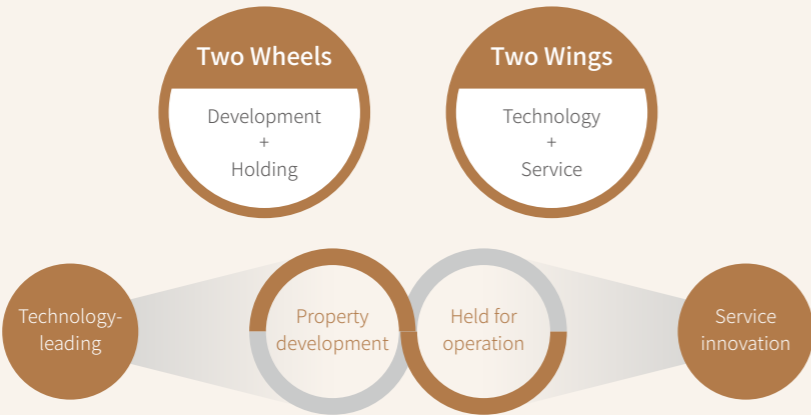 Two Wheels
Development
+
Holding
Two Wings
Technology
+
Service
Technology-
leading
Property
development
Held for
operation
Service
innovation